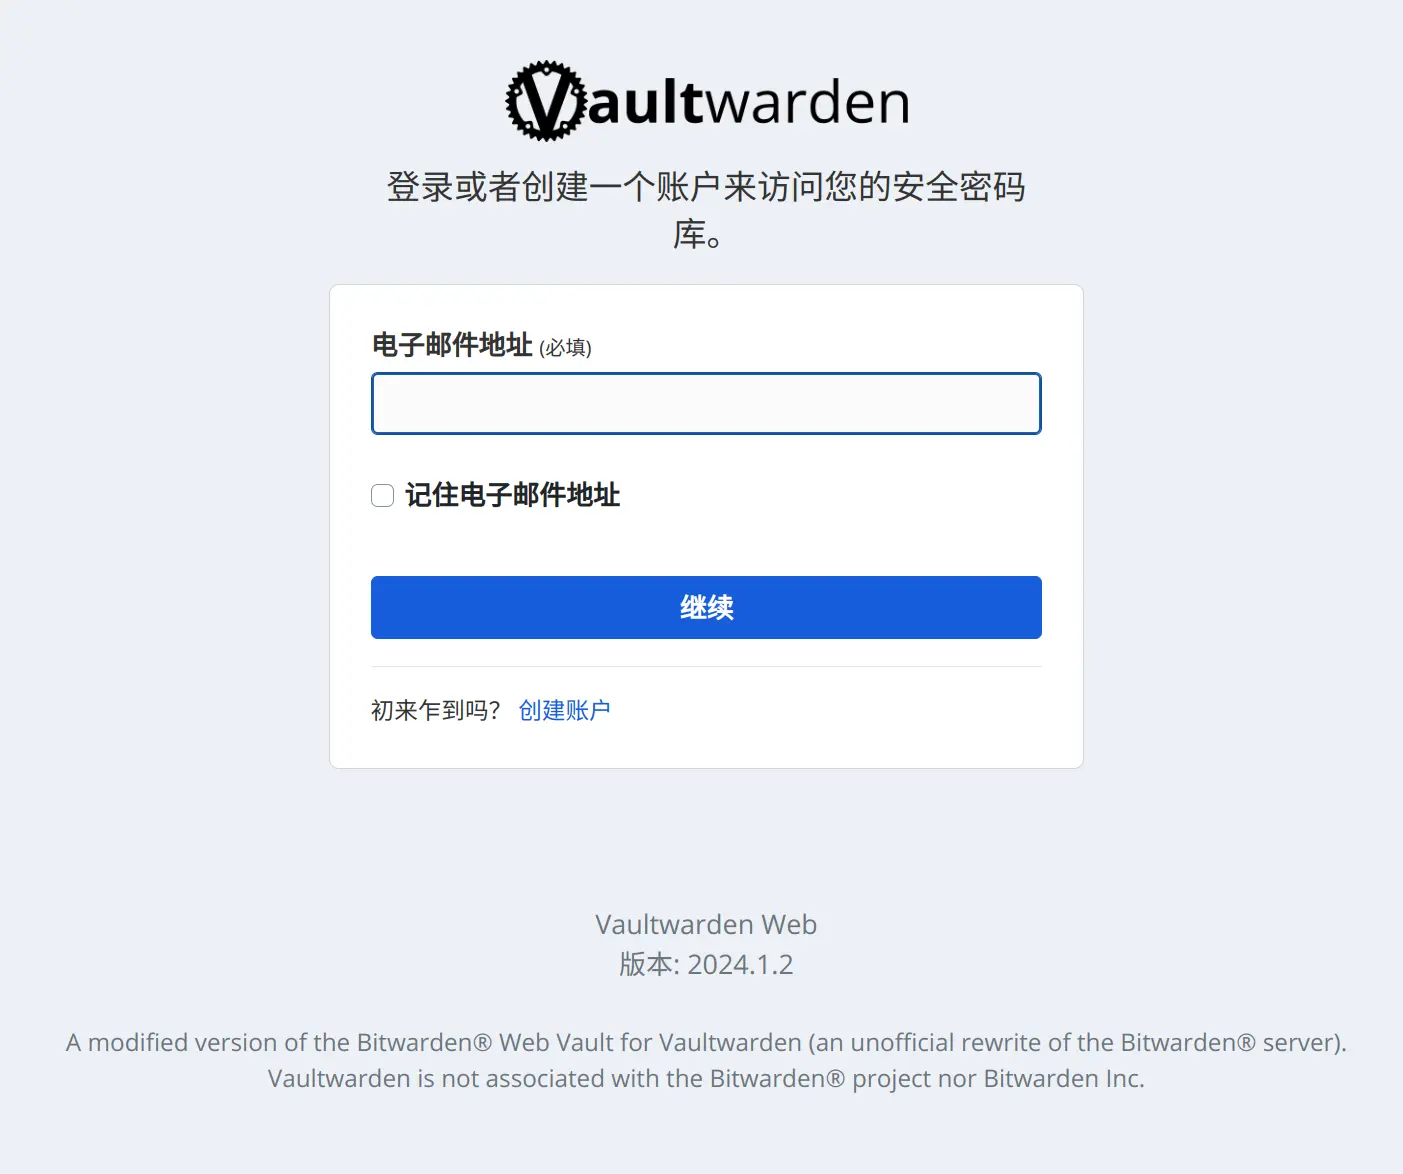 Vaultwarden
登录或者创建一个账户来访问您的安全密码
库。
电子邮件地址 (必填)
记住电子邮件地址
继续
初来乍到吗？ 创建账户
Vaultwarden Web
版本: 2024.1.2
A modified version of the Bitwarden® Web Vault for Vaultwarden (an unofficial rewrite of the Bitwarden® server).
Vaultwarden is not associated with the Bitwarden® project nor Bitwarden Inc.